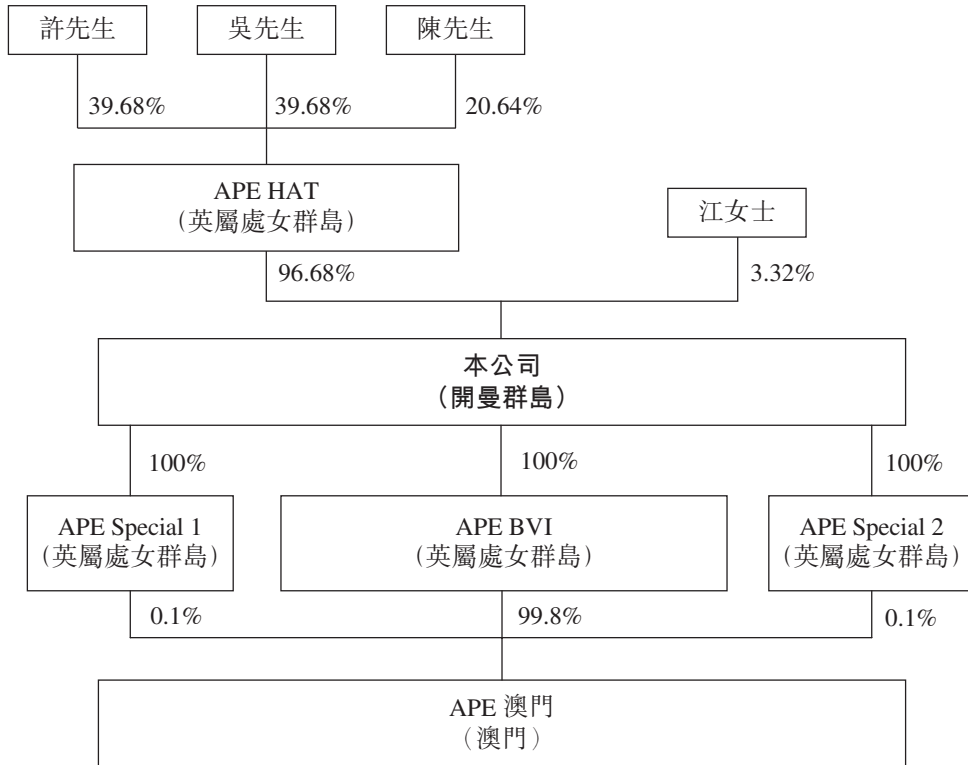 許先生
吳先生
陳先生
39.68%
39.68%
20.64%
APE HAT
(英屬處女群島)
江女士
96.68%
3.32%
本公司
(開曼群島)
100%
100%
100%
APE Special 1
(英屬處女群島)
APE BVI
(英屬處女群島)
APE Special 2
(英屬處女群島)
0.1%
99.8%
0.1%
APE 澳門
(澳門)